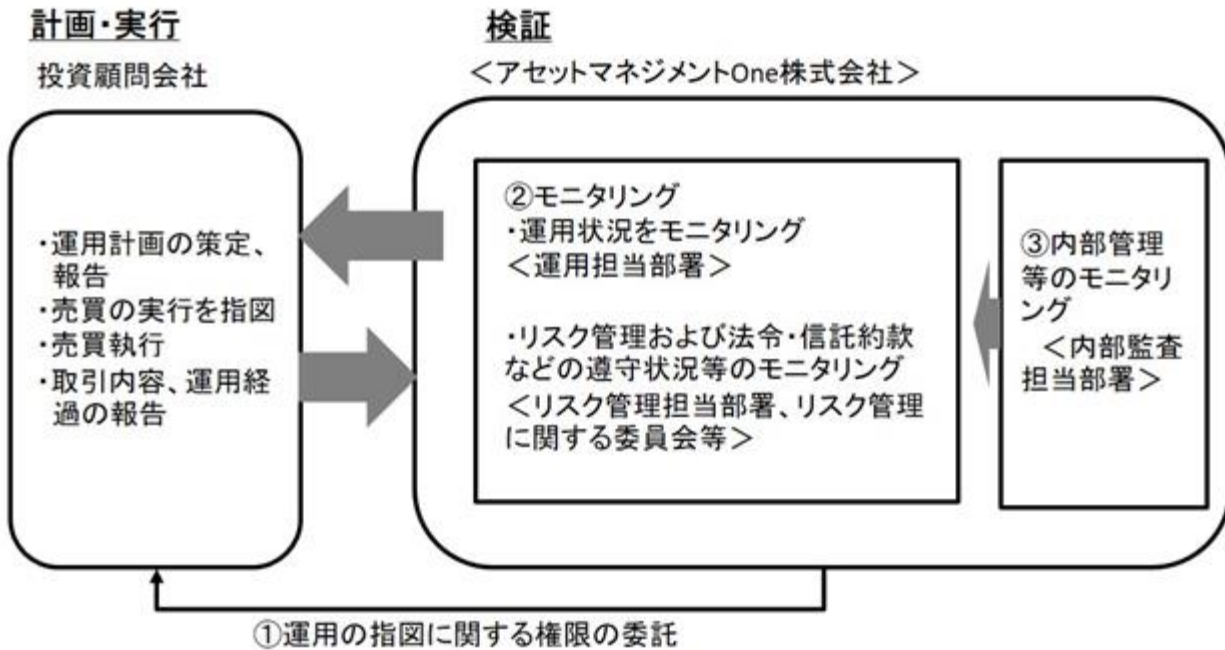 計画・実行
投資顧問会社
・運用計画の策定、
報告
・売買の実行を指図
・売買執行
・取引内容、運用経
過の報告
検証
＜アセットマネジメントOne株式会社＞
②モニタリング
・運用状況をモニタリング
＜運用担当部署＞
・リスク管理および法令・信託約款
などの遵守状況等のモニタリング
＜リスク管理担当部署、リスク管理
に関する委員会等＞
③内部管理
等のモニタリ
ング
＜内部監査
担当部署＞
①運用の指図に関する権限の委託